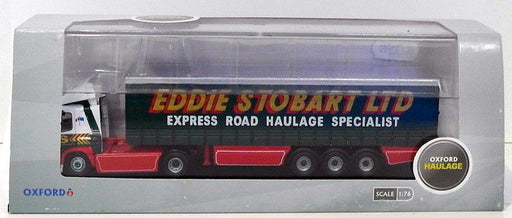 EDDIE STOBART LTD
EXPRESS ROAD HAULAGE SPECIALIST
OXFORD
HAULAGE
OXFORD
SCALE 1:76